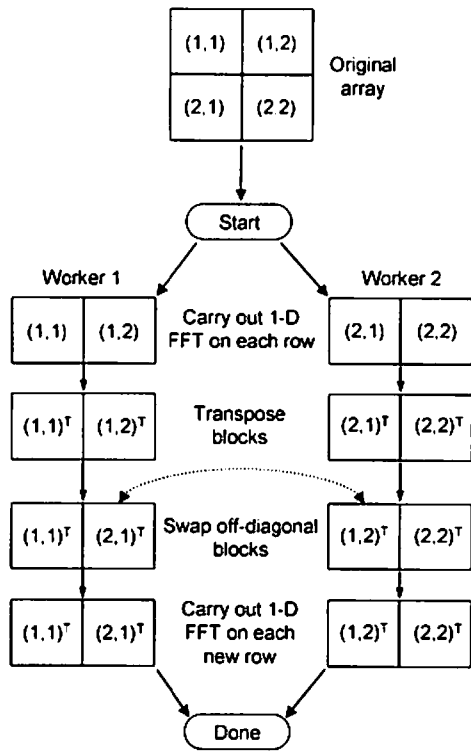 (1,1) (1,2)
Original
array
(2,1) (2.2)
Start
Worker 1
Worker 2
(1,1) (1,2)
Carry out 1-D
FFT on each row
(2,1) (2,2)
(1,1)ᵀ (1,2)ᵀ
Transpose
blocks
(2,1)ᵀ (2,2)ᵀ
(1,1)ᵀ (2,1)ᵀ
Swap off-diagonal
blocks
(1,2)ᵀ (2,2)ᵀ
(1,1)ᵀ (2,1)ᵀ
Carry out 1-D
FFT on each
new row
(1,2)ᵀ (2,2)ᵀ
Done